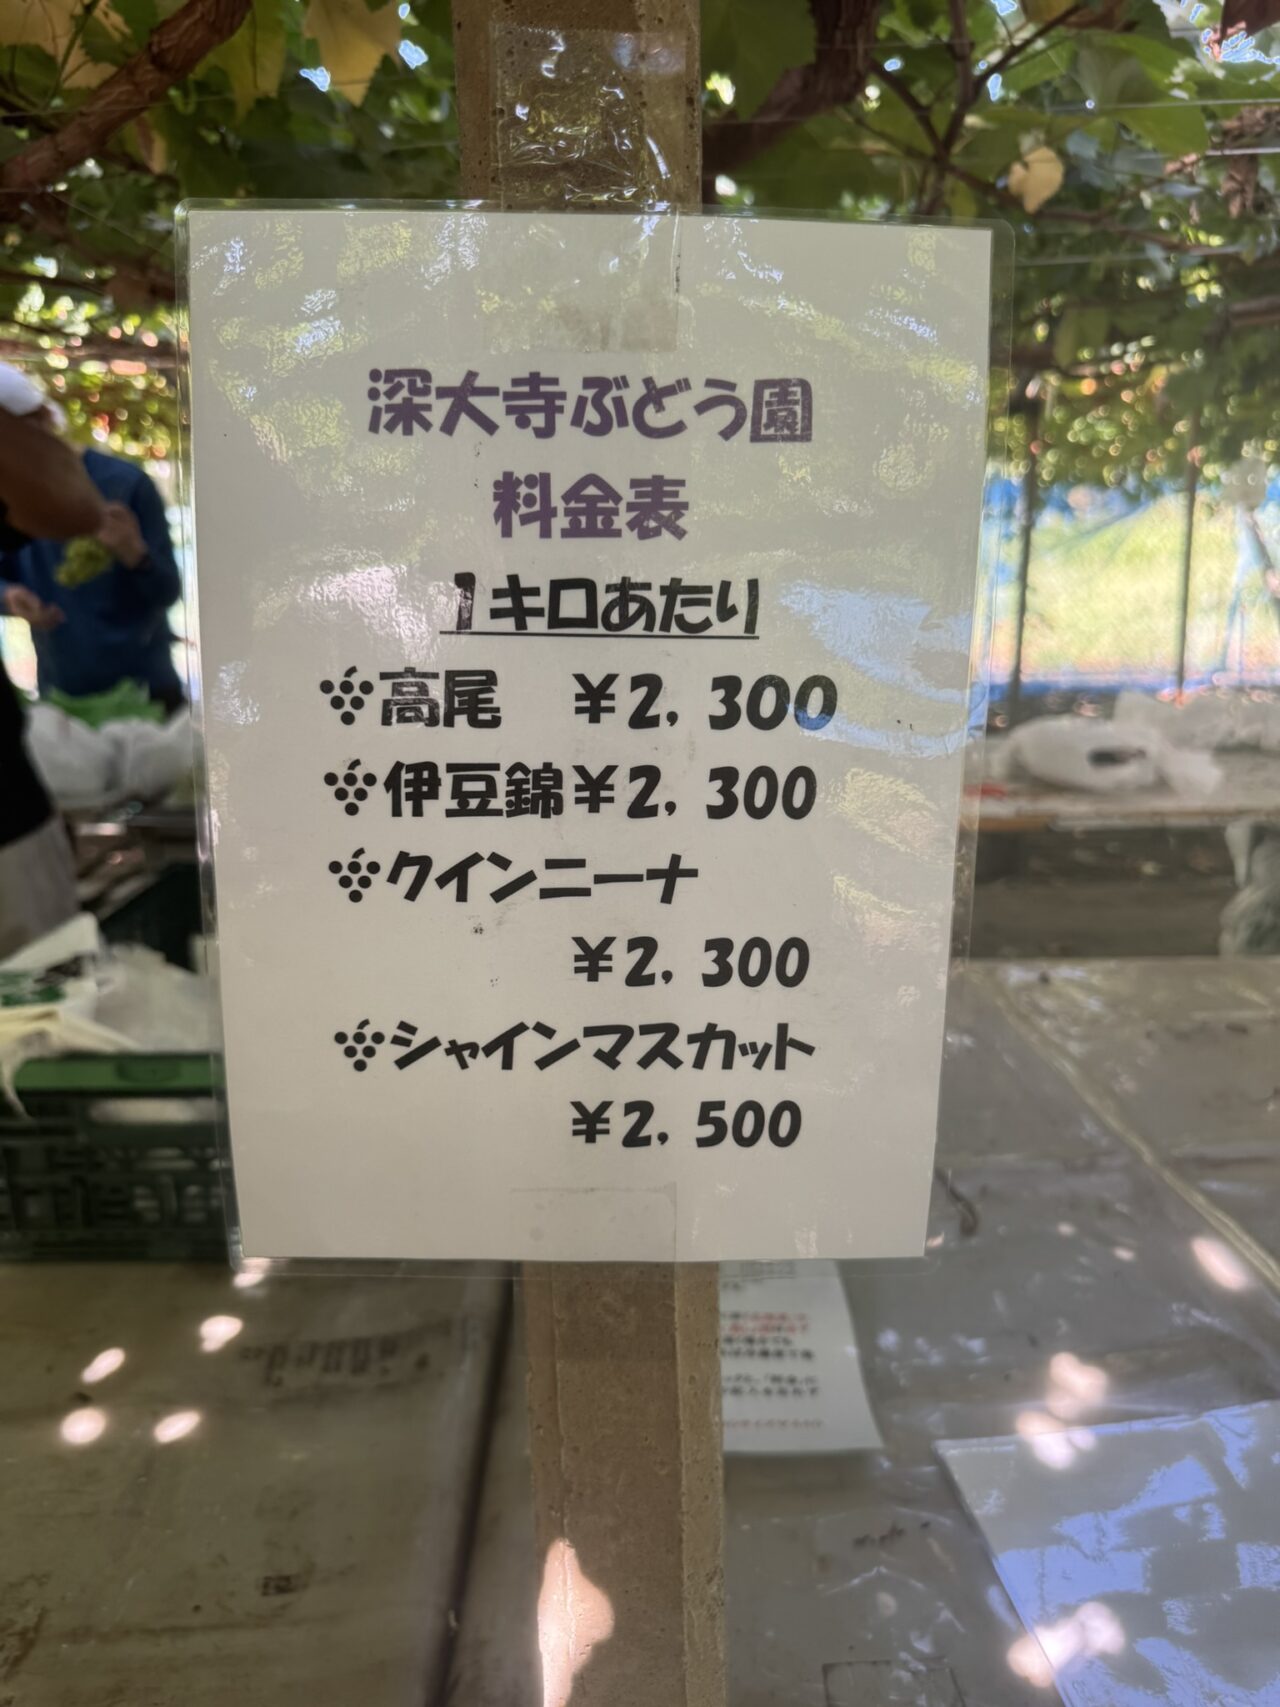 深大寺ぶどう園
料金表
1キロあたり
高尾 ¥2,300
伊豆錦¥2,300
クインニーナ
¥2,300
シャインマスカット
¥2,500